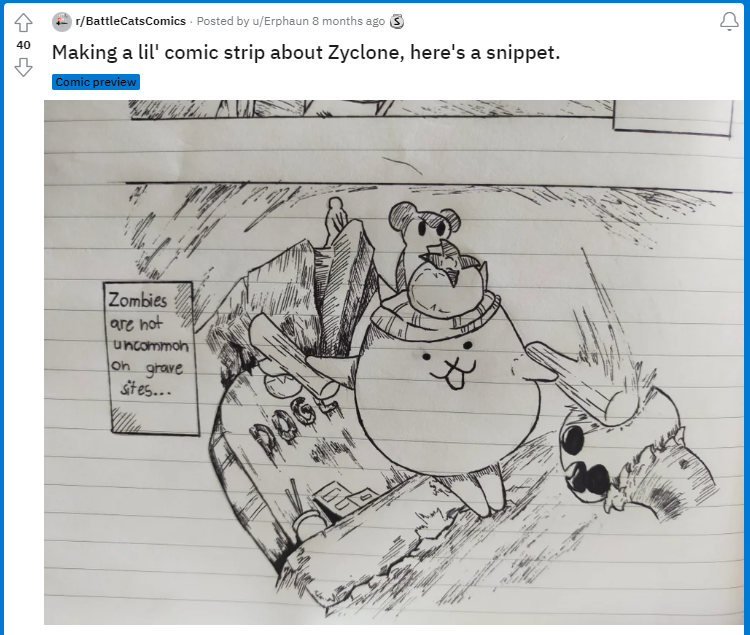 r/BattleCatsComics · Posted by u/Erphaun 8 months ago
40
Making a lil' comic strip about Zyclone, here's a snippet.
Comic preview
Zombies
are not
uncommon
on grave
sites...
DOGE